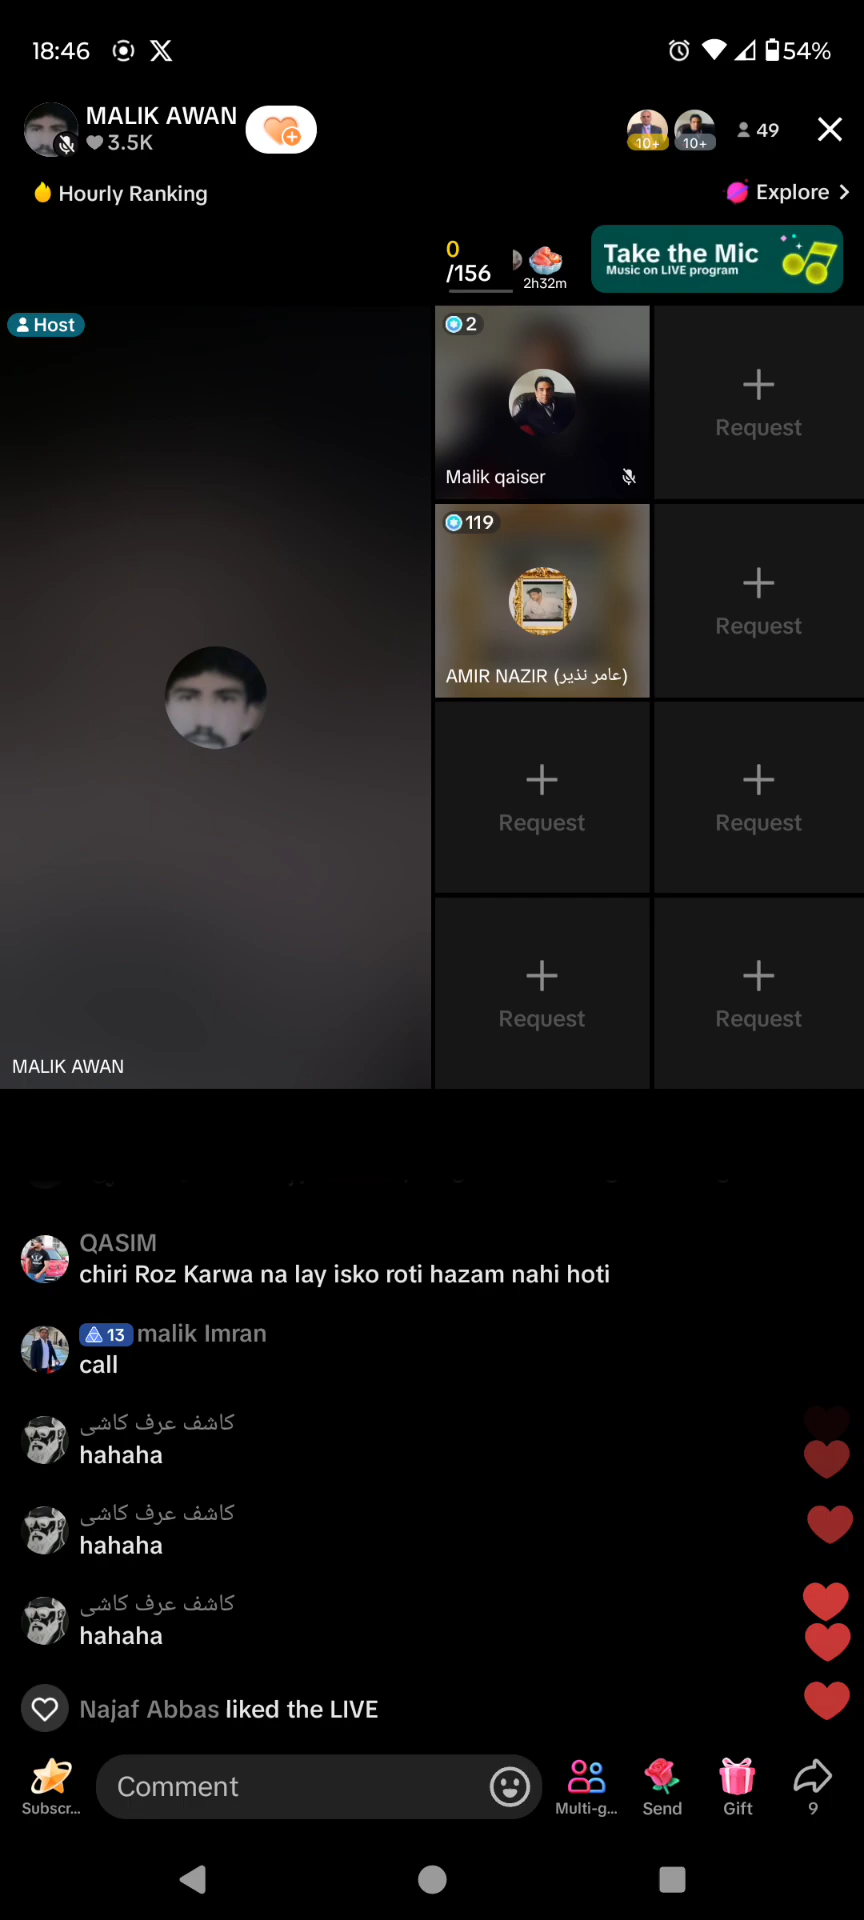 18:46
54%
MALIK AWAN
3.5K
10+
10+
49
Hourly Ranking
Explore
0
/156
2h32m
Take the Mic
Music on LIVE program
Host
2
Malik qaiser
Request
119
AMIR NAZIR (عامر نذیر)
Request
Request
Request
Request
Request
MALIK AWAN
QASIM
chiri Roz Karwa na lay isko roti hazam nahi hoti
13 malik Imran
call
کاشف عرف کاشی
hahaha
کاشف عرف کاشی
hahaha
کاشف عرف کاشی
hahaha
Najaf Abbas liked the LIVE
Subscr...
Comment
Multi-g...
Send
Gift
9